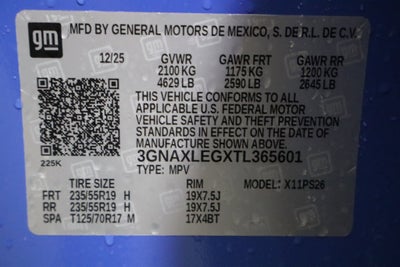 gm
MFD BY GENERAL MOTORS DE MEXICO, S. DE R.L. DE C.V.
12/25 GVWR GAWR FRT GAWR RR
2100 KG 1175 KG 1200 KG
4629 LB 2590 LB 2645 LB
THIS VEHICLE CONFORMS TO ALL
APPLICABLE U.S. FEDERAL MOTOR
VEHICLE SAFETY AND THEFT
PREVENTION STANDARDS IN
EFFECT ON THE DATE OF
MANUFACTURE SHOWN ABOVE.
225K
3GNAXLEGXTL365601
TYPE: MPV
TIRE SIZE RIM MODEL: X11PS26
FRT 235/55R19 H 19X7.5J
RR 235/55R19 H 19X7.5J
SPA T125/70R17 M 17X4BT